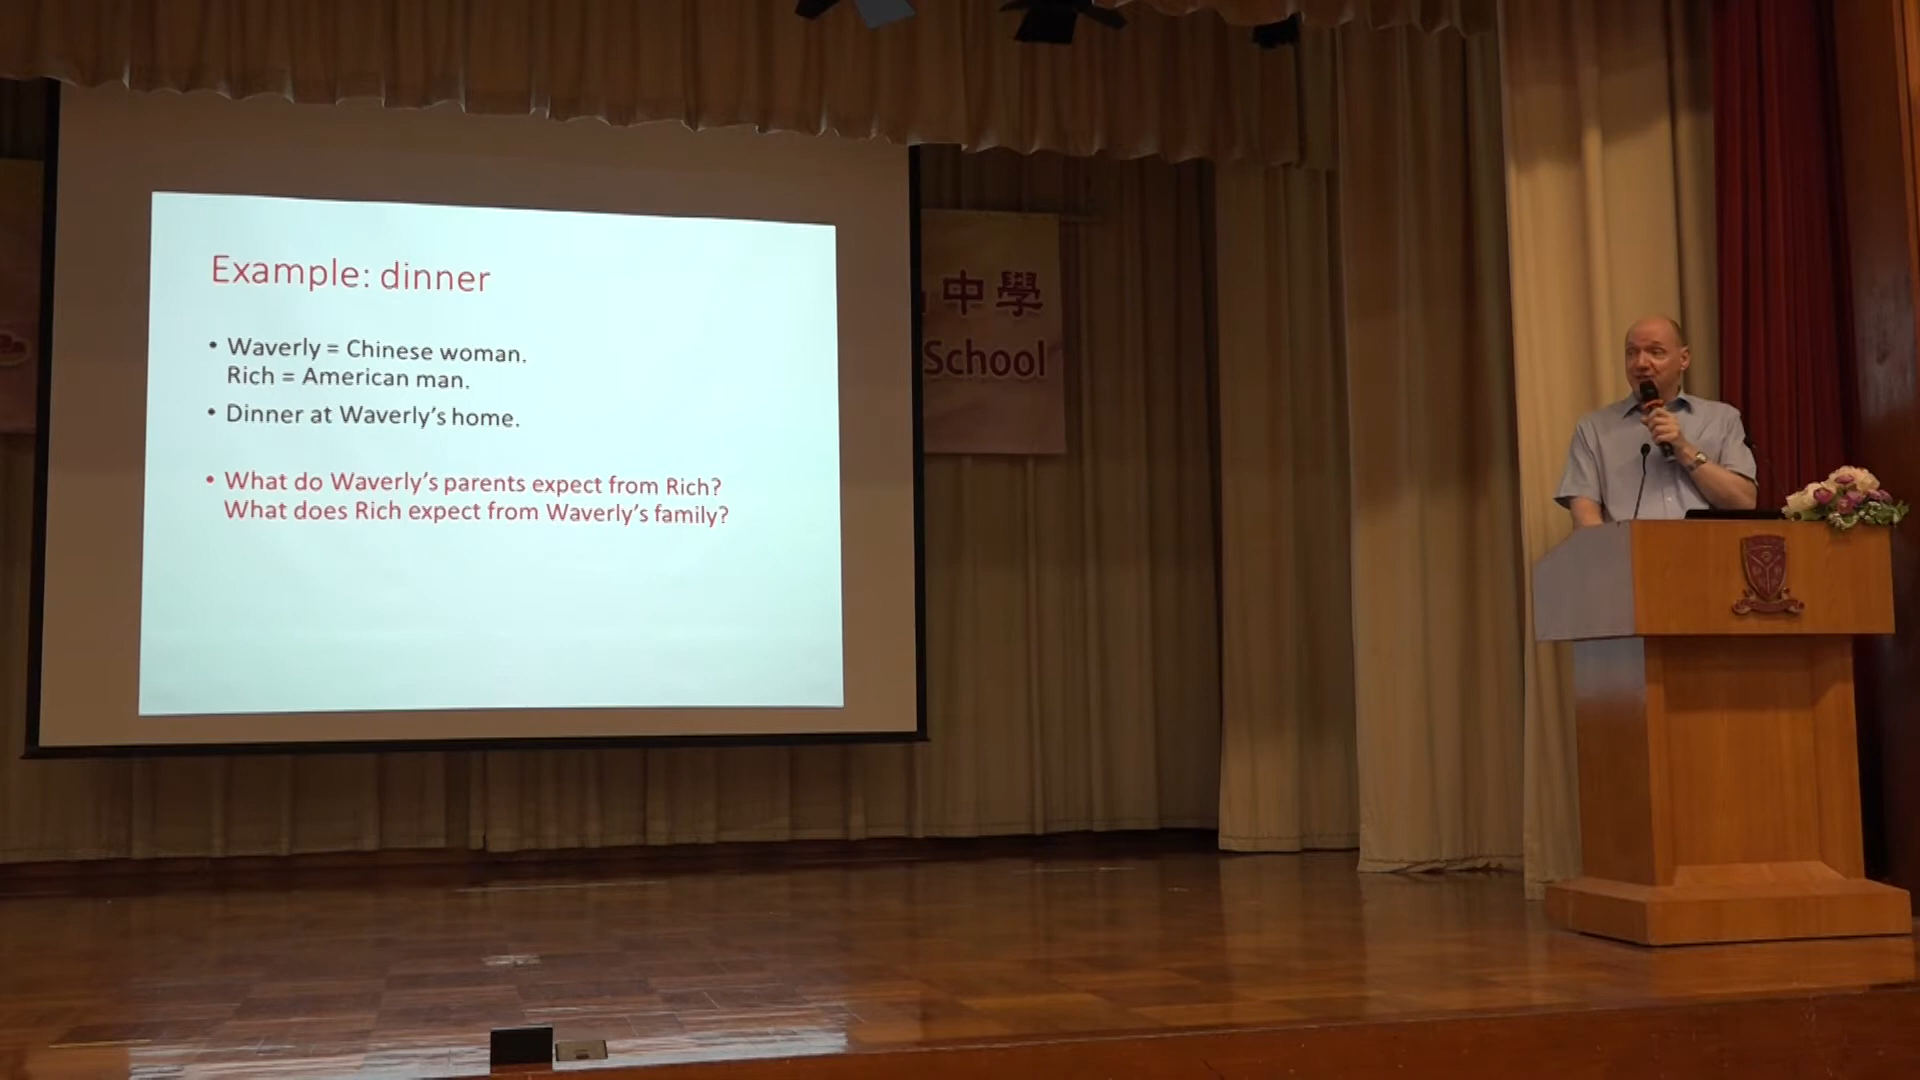 Example: dinner
• Waverly = Chinese woman.
Rich = American man.
• Dinner at Waverly's home.
• What do Waverly's parents expect from Rich?
What does Rich expect from Waverly's family?
中學
School